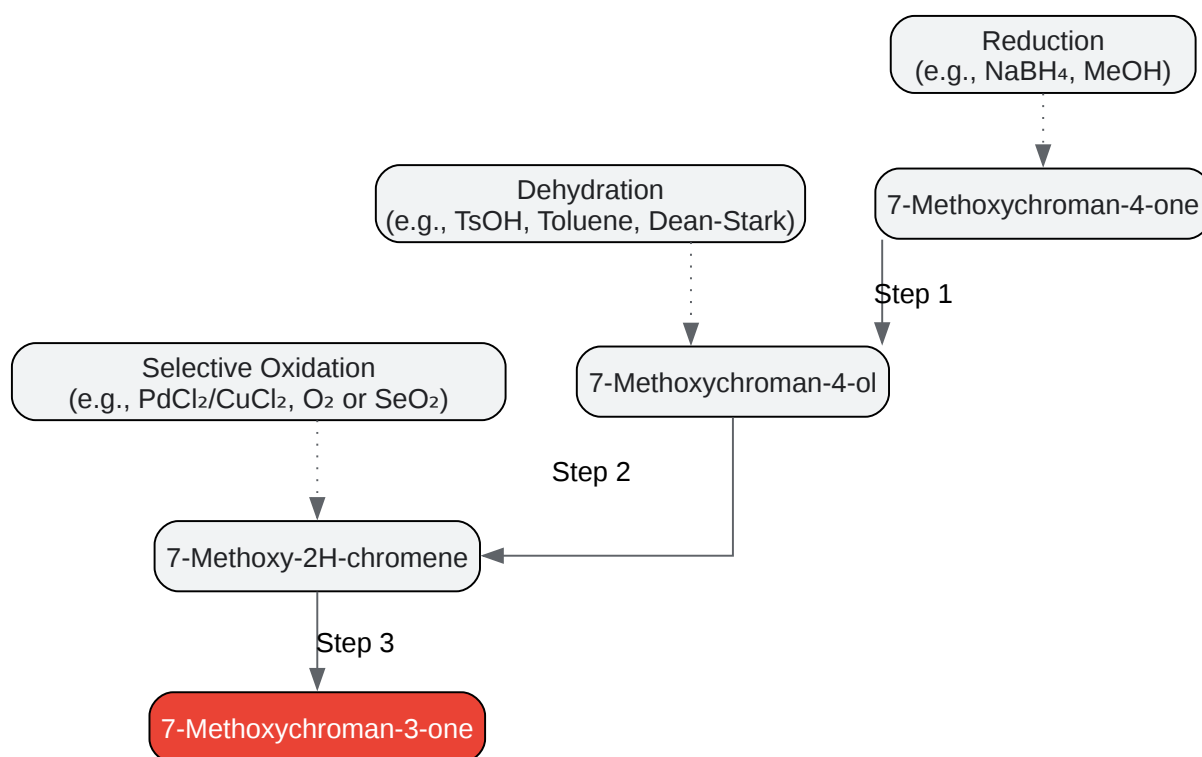 Reduction
(e.g., NaBH₄, MeOH)
7-Methoxychroman-4-one
Dehydration
(e.g., TsOH, Toluene, Dean-Stark)
Step 1
7-Methoxychroman-4-ol
Selective Oxidation
(e.g., PdCl₂/CuCl₂, O₂ or SeO₂)
Step 2
7-Methoxy-2H-chromene
Step 3
7-Methoxychroman-3-one